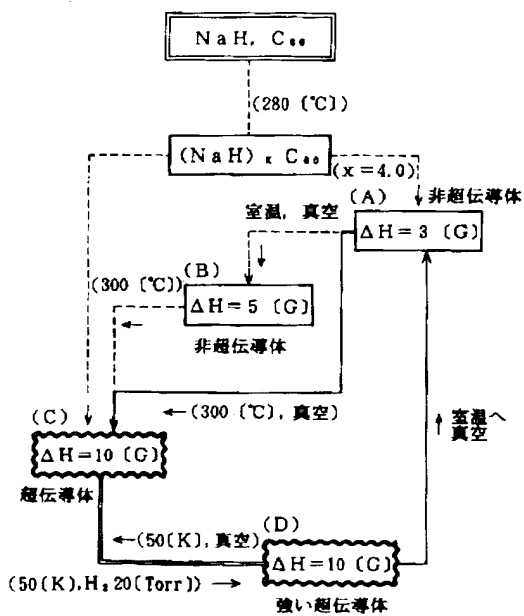 NaH, C₆₀
(280 〔℃〕)
(NaH)ₓ C₆₀
(x=4.0)
(A) 非超伝導体
ΔH=3 〔G〕
室温, 真空
↓
(B)
(300 〔℃〕)
ΔH=5 〔G〕
←
非超伝導体
←(300 〔℃〕, 真空)
↑ 室温へ
真空
(C)
ΔH=10 〔G〕
超伝導体
←(50〔K〕, 真空)
(D)
ΔH=10 〔G〕
(50〔K〕, H₂ 20〔Torr〕) →
強い超伝導体